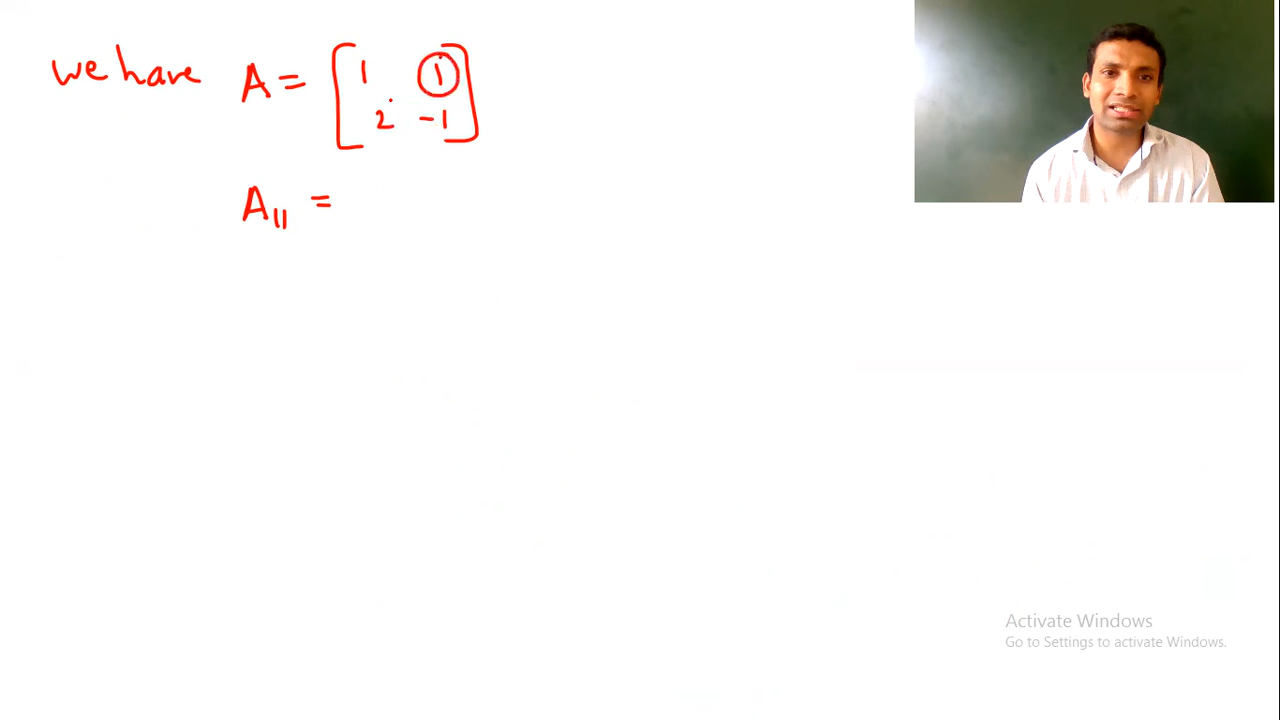 we have A = [ 1 1
2 -1 ]
A₁₁ =
Activate Windows
Go to Settings to activate Windows.